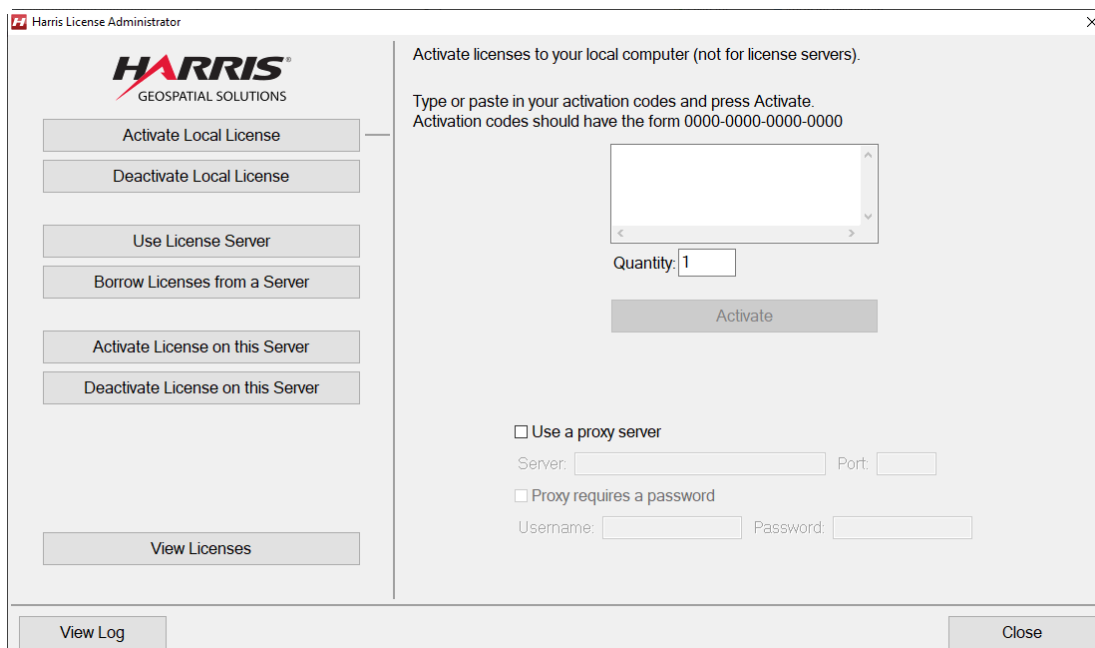 Harris License Administrator
HARRIS®
GEOSPATIAL SOLUTIONS
Activate Local License
Deactivate Local License
Use License Server
Borrow Licenses from a Server
Activate License on this Server
Deactivate License on this Server
View Licenses
Activate licenses to your local computer (not for license servers).
Type or paste in your activation codes and press Activate.
Activation codes should have the form 0000-0000-0000-0000
Quantity: 1
Activate
Use a proxy server
Server: Port:
Proxy requires a password
Username: Password:
View Log Close